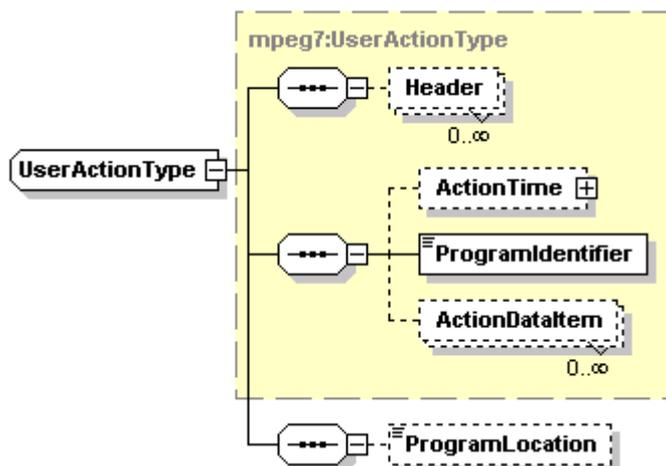 mpeg7:UserActionType
Header
0..∞
UserActionType
ActionTime
ProgramIdentifier
ActionDataItem
0..∞
ProgramLocation